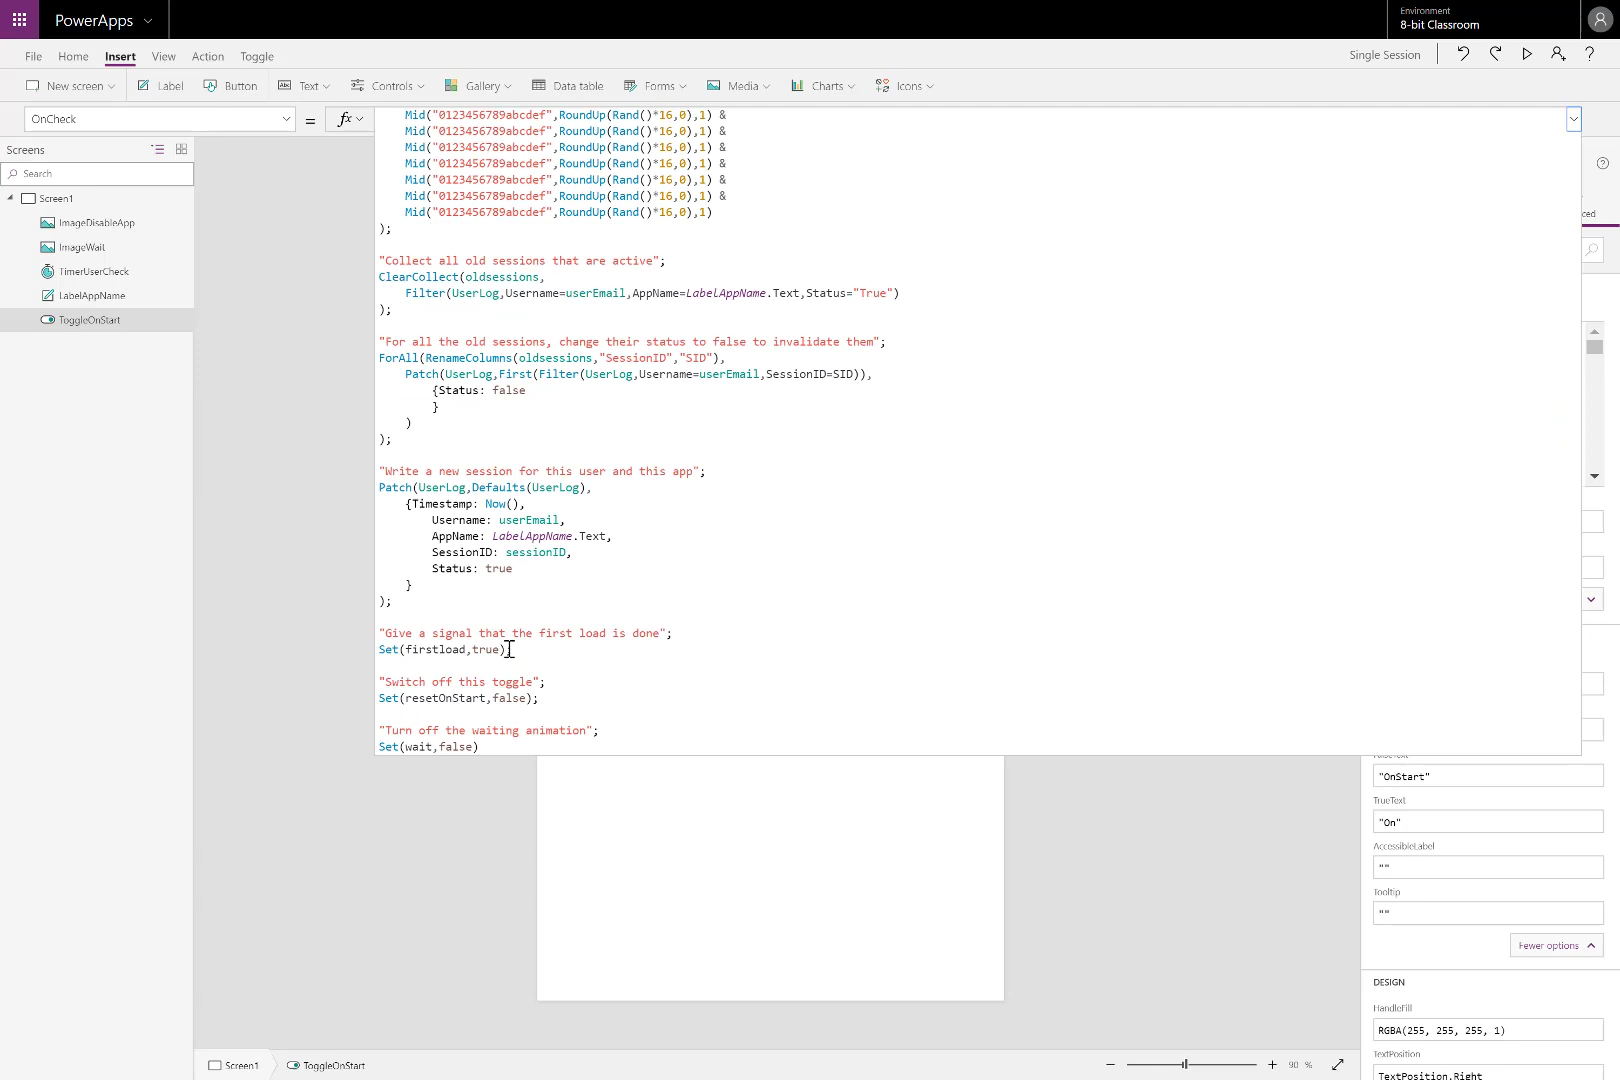 PowerApps
Environment
8-bit Classroom
File Home Insert View Action Toggle
Single Session
New screen Label Button Text Controls Gallery Data table Forms Media Charts Icons
OnCheck = fx
Mid("0123456789abcdef",RoundUp(Rand()*16,0),1) &
Mid("0123456789abcdef",RoundUp(Rand()*16,0),1) &
Mid("0123456789abcdef",RoundUp(Rand()*16,0),1) &
Mid("0123456789abcdef",RoundUp(Rand()*16,0),1) &
Mid("0123456789abcdef",RoundUp(Rand()*16,0),1) &
Mid("0123456789abcdef",RoundUp(Rand()*16,0),1) &
Mid("0123456789abcdef",RoundUp(Rand()*16,0),1)
);
"Collect all old sessions that are active";
ClearCollect(oldsessions,
Filter(UserLog,Username=userEmail,AppName=LabelAppName.Text,Status="True")
);
"For all the old sessions, change their status to false to invalidate them";
ForAll(RenameColumns(oldsessions,"SessionID","SID"),
Patch(UserLog,First(Filter(UserLog,Username=userEmail,SessionID=SID)),
{Status: false
}
)
);
"Write a new session for this user and this app";
Patch(UserLog,Defaults(UserLog),
{Timestamp: Now(),
Username: userEmail,
AppName: LabelAppName.Text,
SessionID: sessionID,
Status: true
}
);
"Give a signal that the first load is done";
Set(firstload,true);
"Switch off this toggle";
Set(resetOnStart,false);
"Turn off the waiting animation";
Set(wait,false)
Screens
Search
Screen1
ImageDisableApp
ImageWait
TimerUserCheck
LabelAppName
ToggleOnStart
"OnStart"
TrueText
"On"
AccessibleLabel
""
Tooltip
""
Fewer options
DESIGN
HandleFill
RGBA(255, 255, 255, 1)
TextPosition
TextPosition.Right
Screen1 ToggleOnStart
90 %